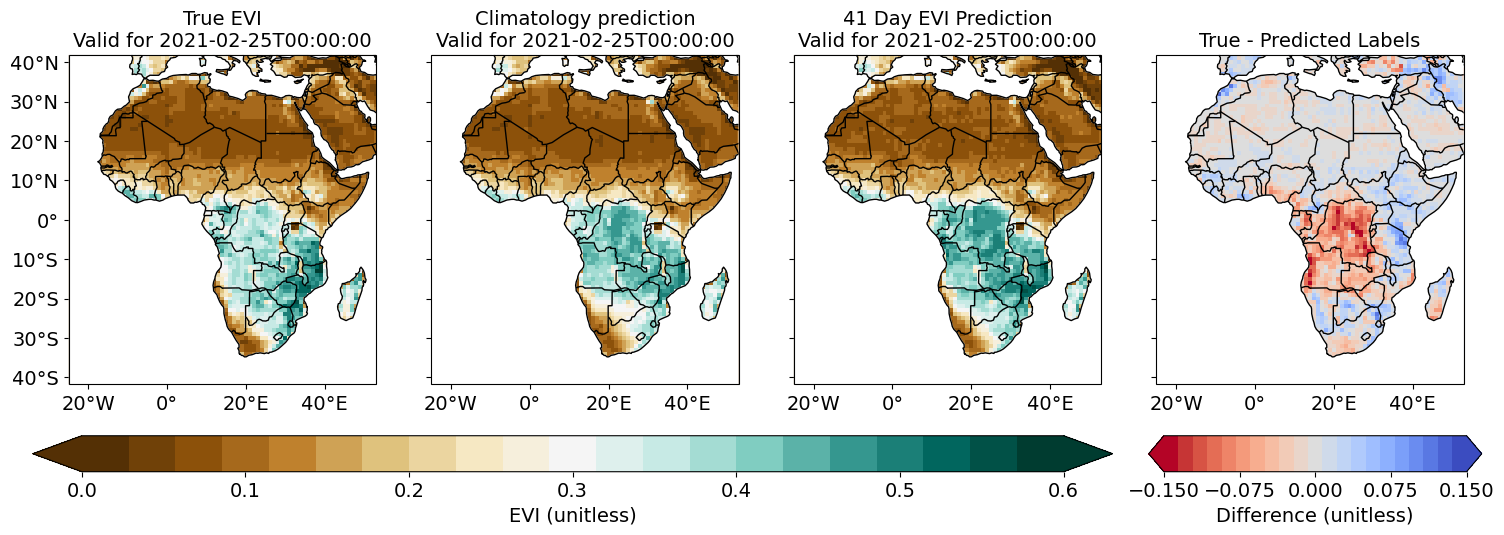 True EVI
Valid for 2021-02-25T00:00:00
Climatology prediction
Valid for 2021-02-25T00:00:00
41 Day EVI Prediction
Valid for 2021-02-25T00:00:00
True - Predicted Labels
40°N
30°N
20°N
10°N
0°
10°S
20°S
30°S
40°S
20°W 0° 20°E 40°E
20°W 0° 20°E 40°E
20°W 0° 20°E 40°E
20°W 0° 20°E 40°E
0.0 0.1 0.2 0.3 0.4 0.5 0.6
EVI (unitless)
−0.150 −0.075 0.000 0.075 0.150
Difference (unitless)